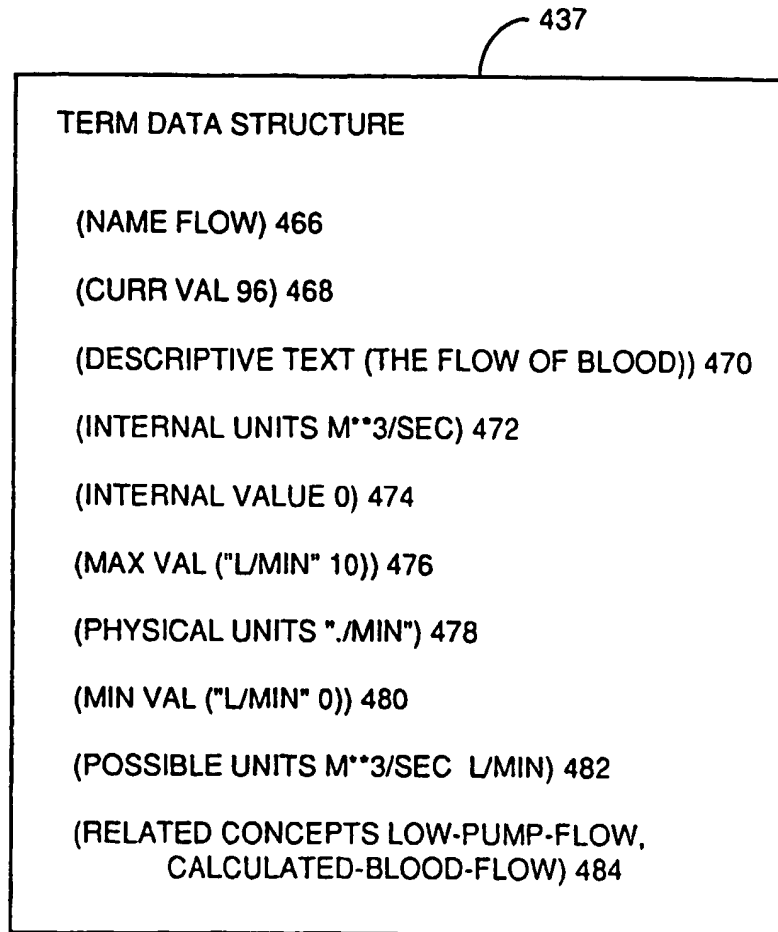 437
TERM DATA STRUCTURE
(NAME FLOW) 466
(CURR VAL 96) 468
(DESCRIPTIVE TEXT (THE FLOW OF BLOOD)) 470
(INTERNAL UNITS M**3/SEC) 472
(INTERNAL VALUE 0) 474
(MAX VAL ("L/MIN" 10)) 476
(PHYSICAL UNITS "./MIN") 478
(MIN VAL ("L/MIN" 0)) 480
(POSSIBLE UNITS M**3/SEC L/MIN) 482
(RELATED CONCEPTS LOW-PUMP-FLOW,
CALCULATED-BLOOD-FLOW) 484